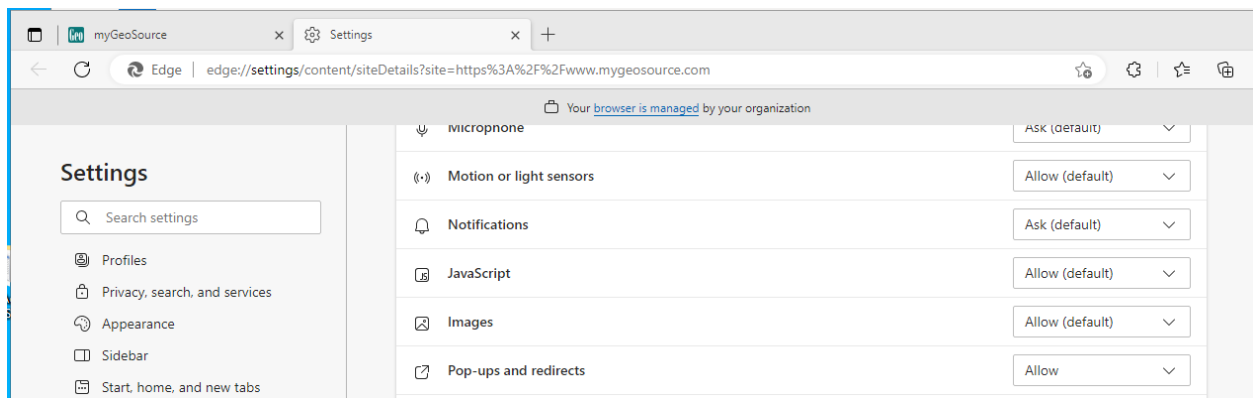 myGeoSource
Settings
Edge
edge://settings/content/siteDetails?site=https%3A%2F%2Fwww.mygeosource.com
Your browser is managed by your organization
Settings
Search settings
Profiles
Privacy, search, and services
Appearance
Sidebar
Start, home, and new tabs
Microphone Ask (default)
Motion or light sensors Allow (default)
Notifications Ask (default)
JavaScript Allow (default)
Images Allow (default)
Pop-ups and redirects Allow